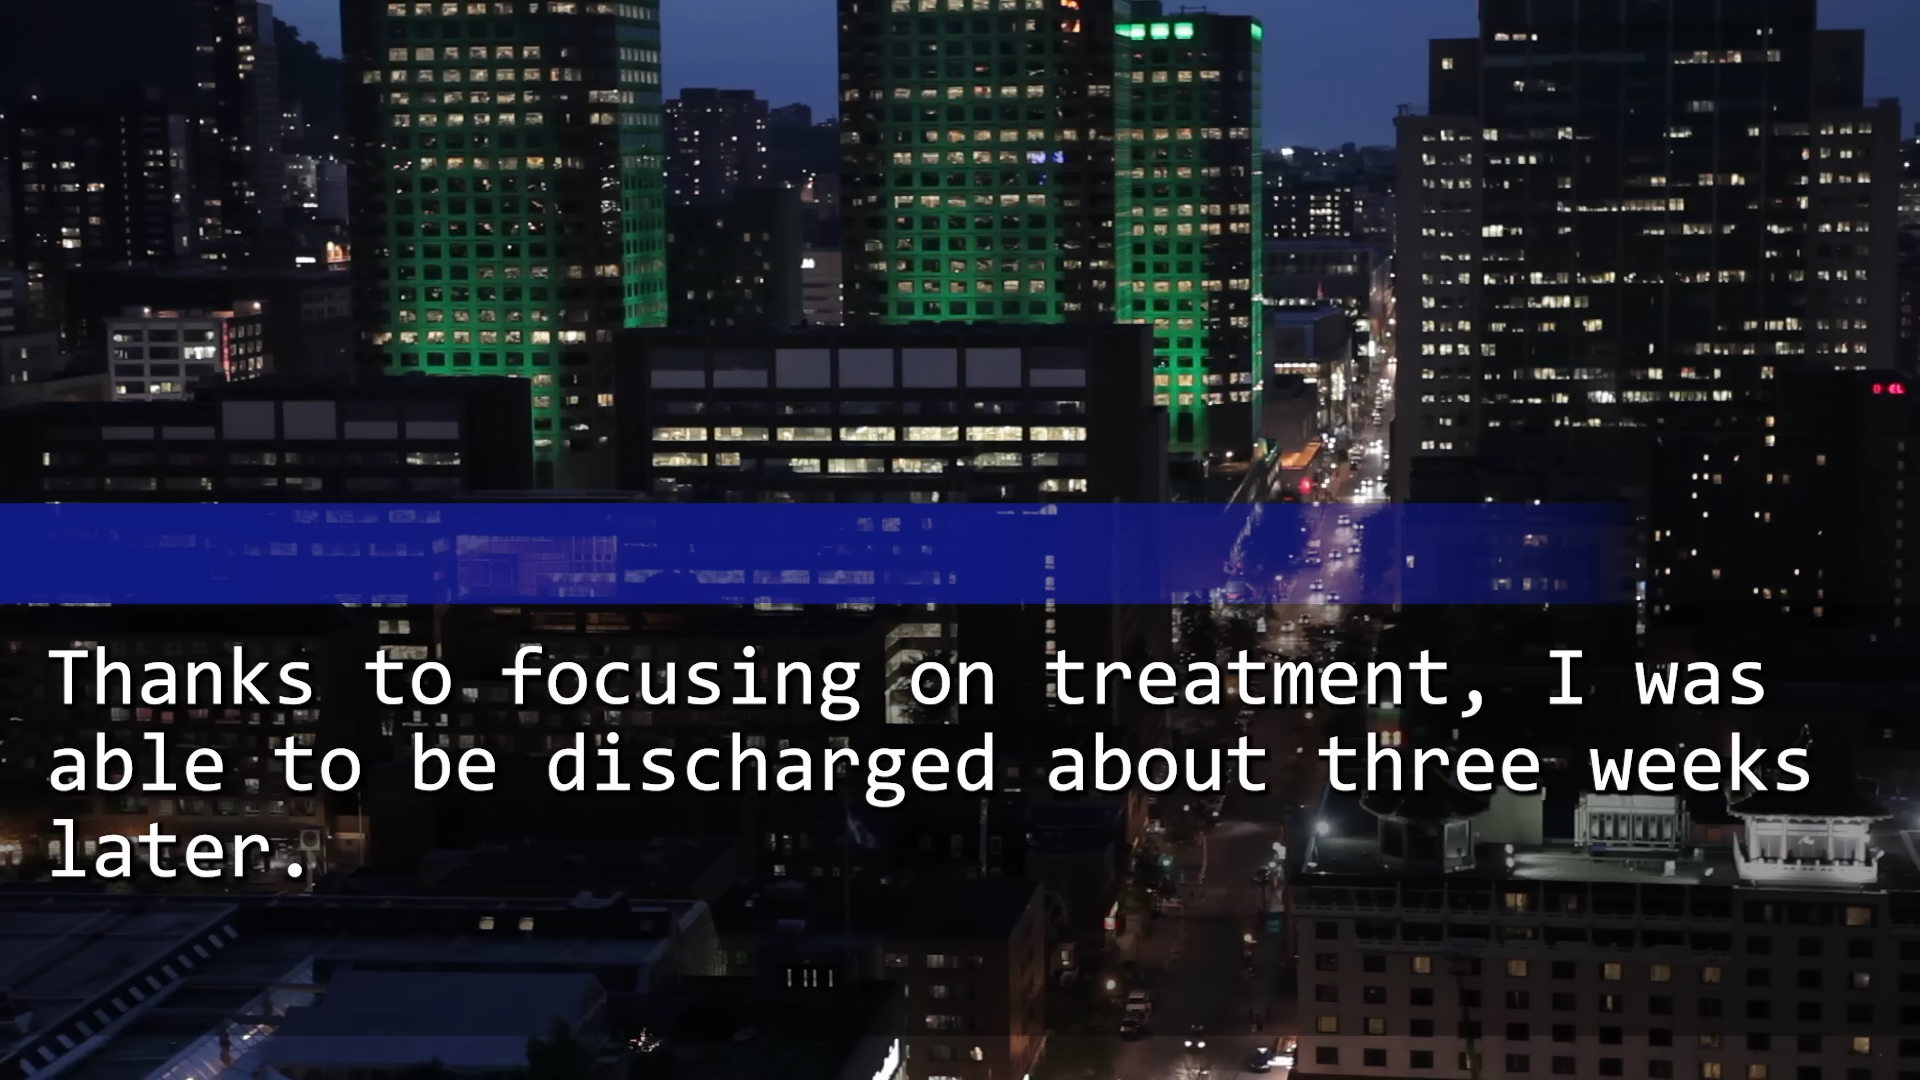 Thanks to focusing on treatment, I was
able to be discharged about three weeks
later.